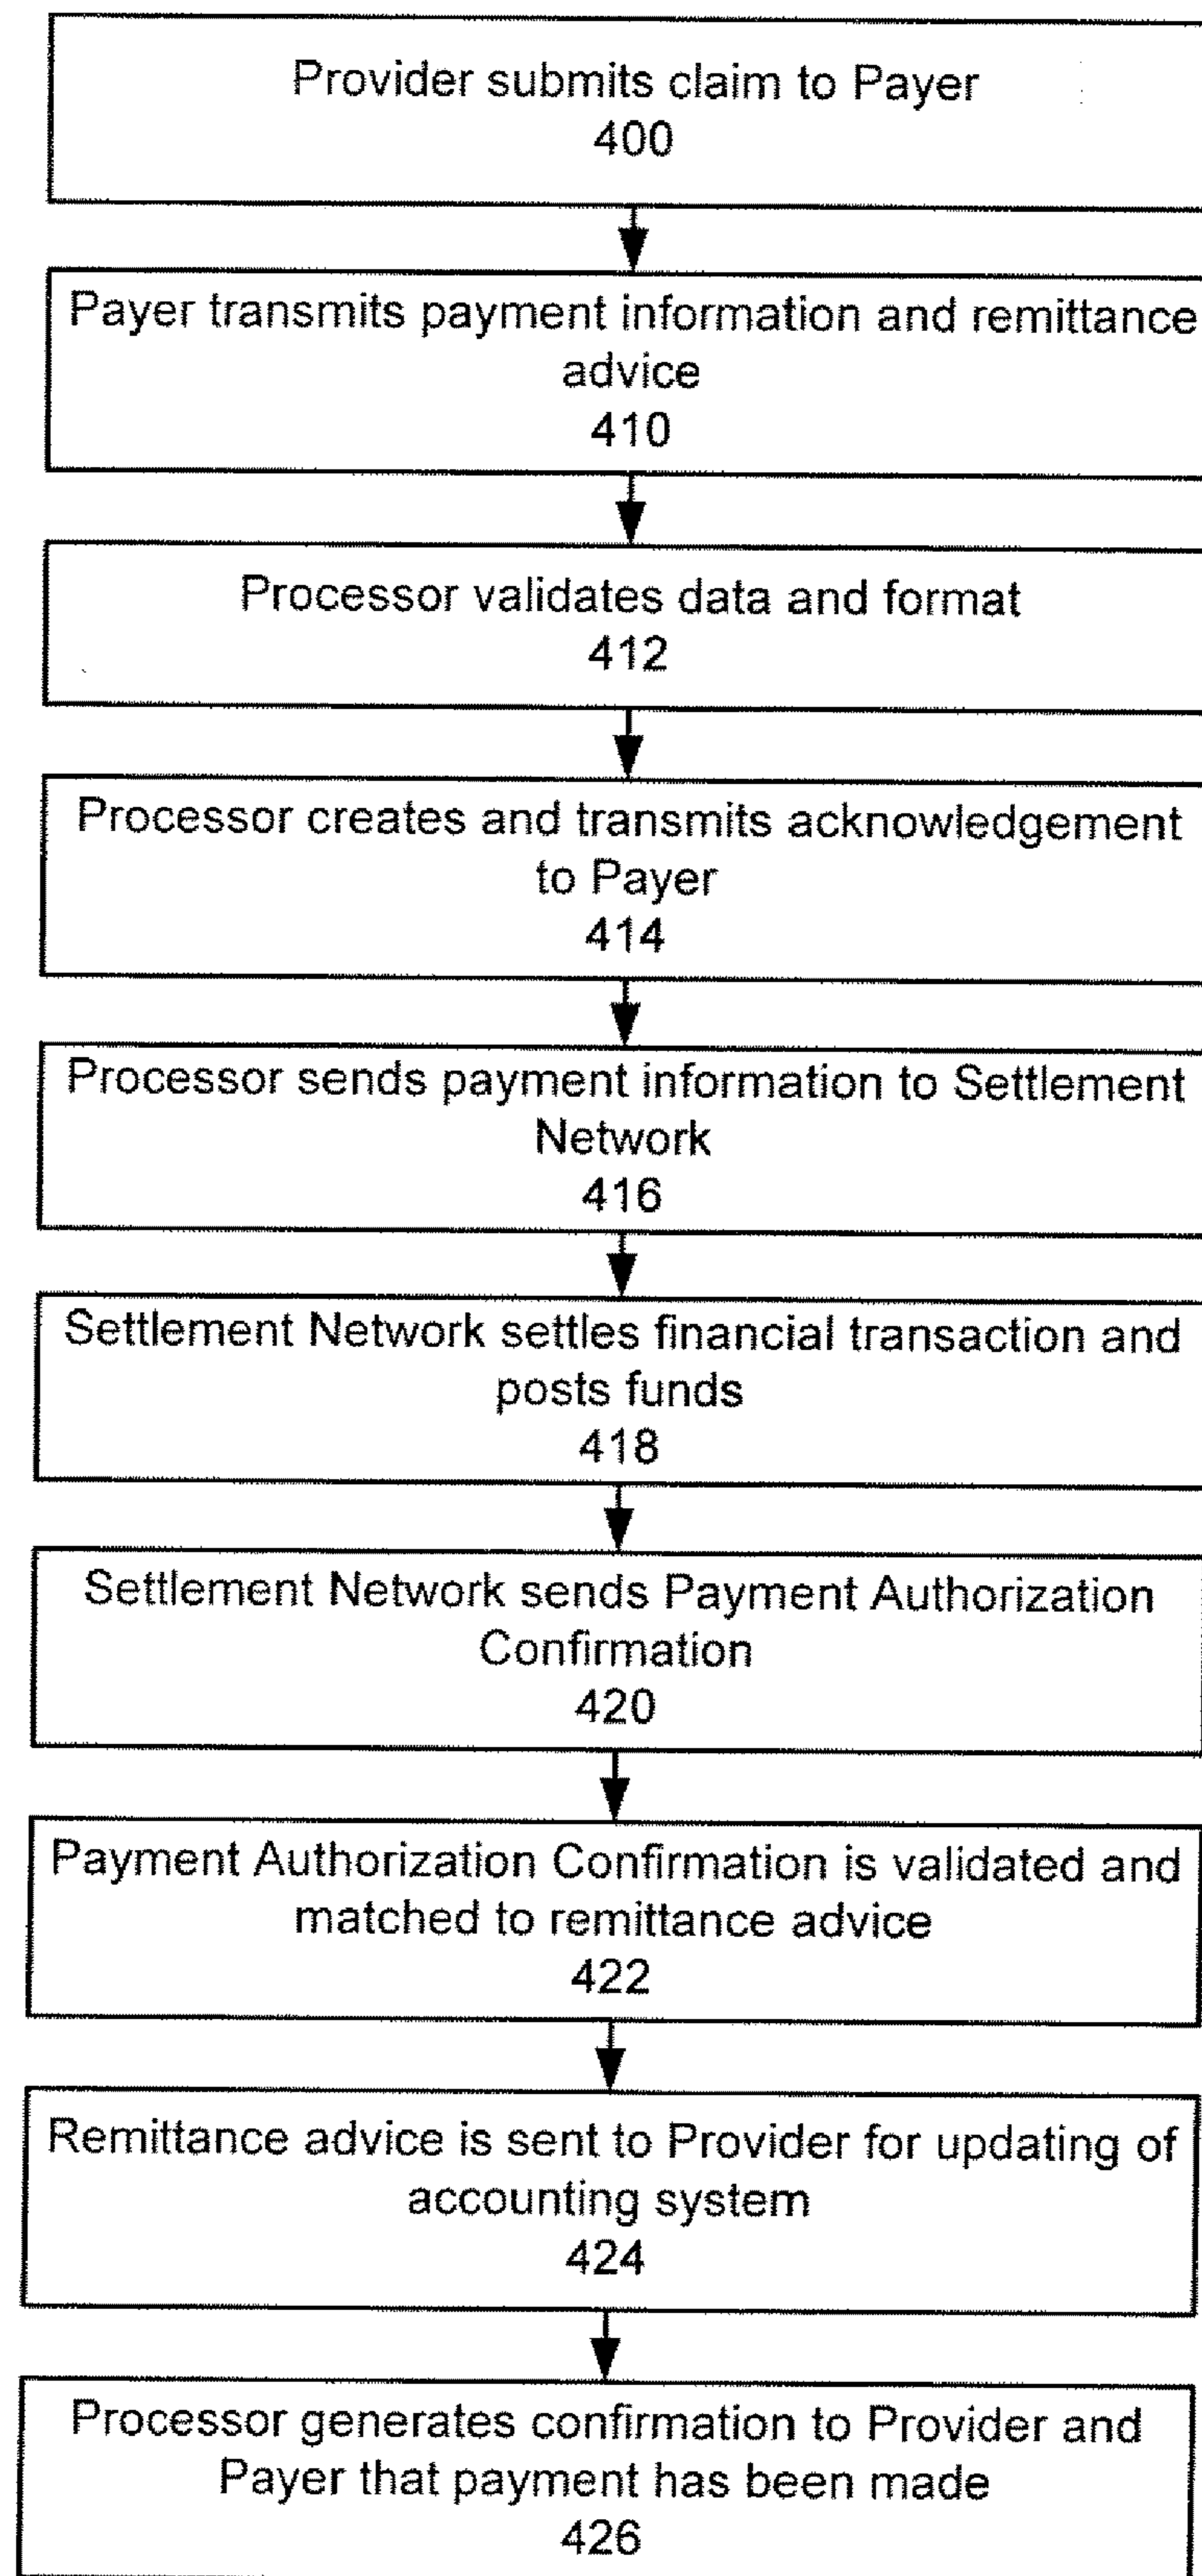 Provider submits claim to Payer
400
Payer transmits payment information and remittance
advice
410
Processor validates data and format
412
Processor creates and transmits acknowledgement
to Payer
414
Processor sends payment information to Settlement
Network
416
Settlement Network settles financial transaction and
posts funds
418
Settlement Network sends Payment Authorization
Confirmation
420
Payment Authorization Confirmation is validated and
matched to remittance advice
422
Remittance advice is sent to Provider for updating of
accounting system
424
Processor generates confirmation to Provider and
Payer that payment has been made
426